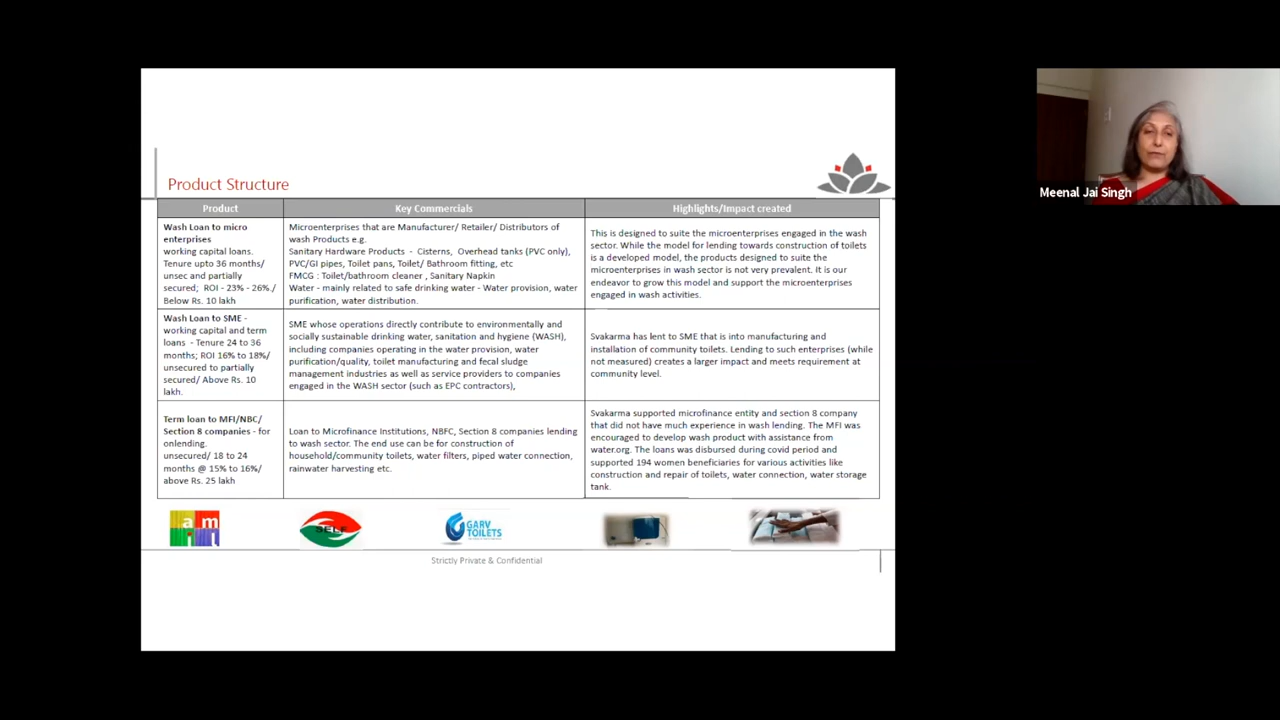 Product Structure
Product
Key Commercials
Highlights/Impact created
Wash Loan to micro
enterprises
working capital loans.
Tenure upto 36 months/
unsec and partially
secured; ROI - 23% - 26%./
Below Rs. 10 lakh
Microenterprises that are Manufacturer/ Retailer/ Distributors of
wash Products e.g.
Sanitary Hardware Products - Cisterns, Overhead tanks (PVC only),
PVC/GI pipes, Toilet pans, Toilet/ Bathroom fitting, etc
FMCG : Toilet/bathroom cleaner , Sanitary Napkin
Water - mainly related to safe drinking water - Water provision, water
purification, water distribution.
This is designed to suite the microenterprises engaged in the wash
sector. While the model for lending towards construction of toilets
is a developed model, the products designed to suite the
microenterprises in wash sector is not very prevalent. It is our
endeavor to grow this model and support the microenterprises
engaged in wash activities.
Wash Loan to SME -
working capital and term
loans - Tenure 24 to 36
months; ROI 16% to 18%/
unsecured to partially
secured/ Above Rs. 10
lakh.
SME whose operations directly contribute to environmentally and
socially sustainable drinking water, sanitation and hygiene (WASH),
including companies operating in the water provision, water
purification/quality, toilet manufacturing and fecal sludge
management industries as well as service providers to companies
engaged in the WASH sector (such as EPC contractors),
Svakarma has lent to SME that is into manufacturing and
installation of community toilets. Lending to such enterprises (while
not measured) creates a larger impact and meets requirement at
community level.
Term loan to MFI/NBC/
Section 8 companies - for
onlending.
unsecured/ 18 to 24
months @ 15% to 16%/
above Rs. 25 lakh
Loan to Microfinance Institutions, NBFC, Section 8 companies lending
to wash sector. The end use can be for construction of
household/community toilets, water filters, piped water connection,
rainwater harvesting etc.
Svakarma supported microfinance entity and section 8 company
that did not have much experience in wash lending. The MFI was
encouraged to develop wash product with assistance from
water.org. The loans was disbursed during covid period and
supported 194 women beneficiaries for various activities like
construction and repair of toilets, water connection, water storage
tank.
a m
i l
SELF
GARV
TOILETS
Strictly Private & Confidential
Meenal Jai Singh